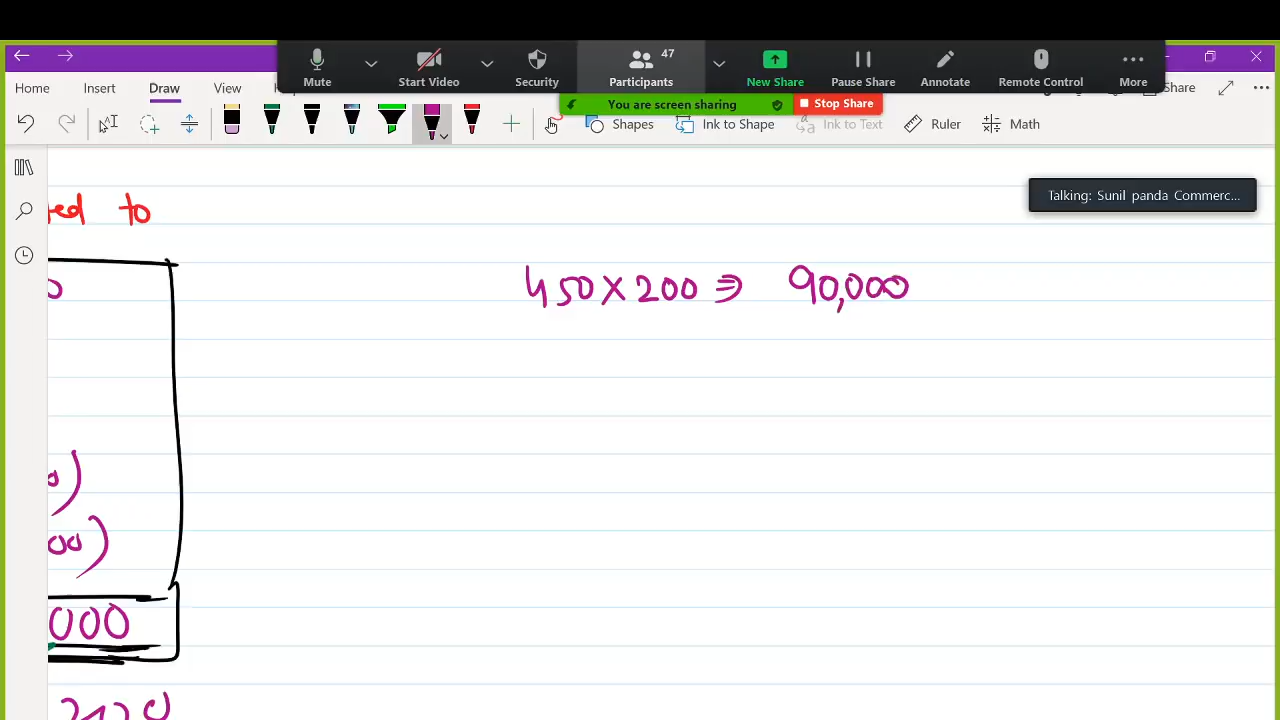 47
Mute
Start Video
Security
Participants
New Share
Pause Share
Annotate
Remote Control
More
You are screen sharing
Stop Share
Home
Insert
Draw
View
Share
Shapes
Ink to Shape
Ink to Text
Ruler
Math
Talking: Sunil panda Commerc...
to
450 × 200 ⇒ 90,000
00)
000